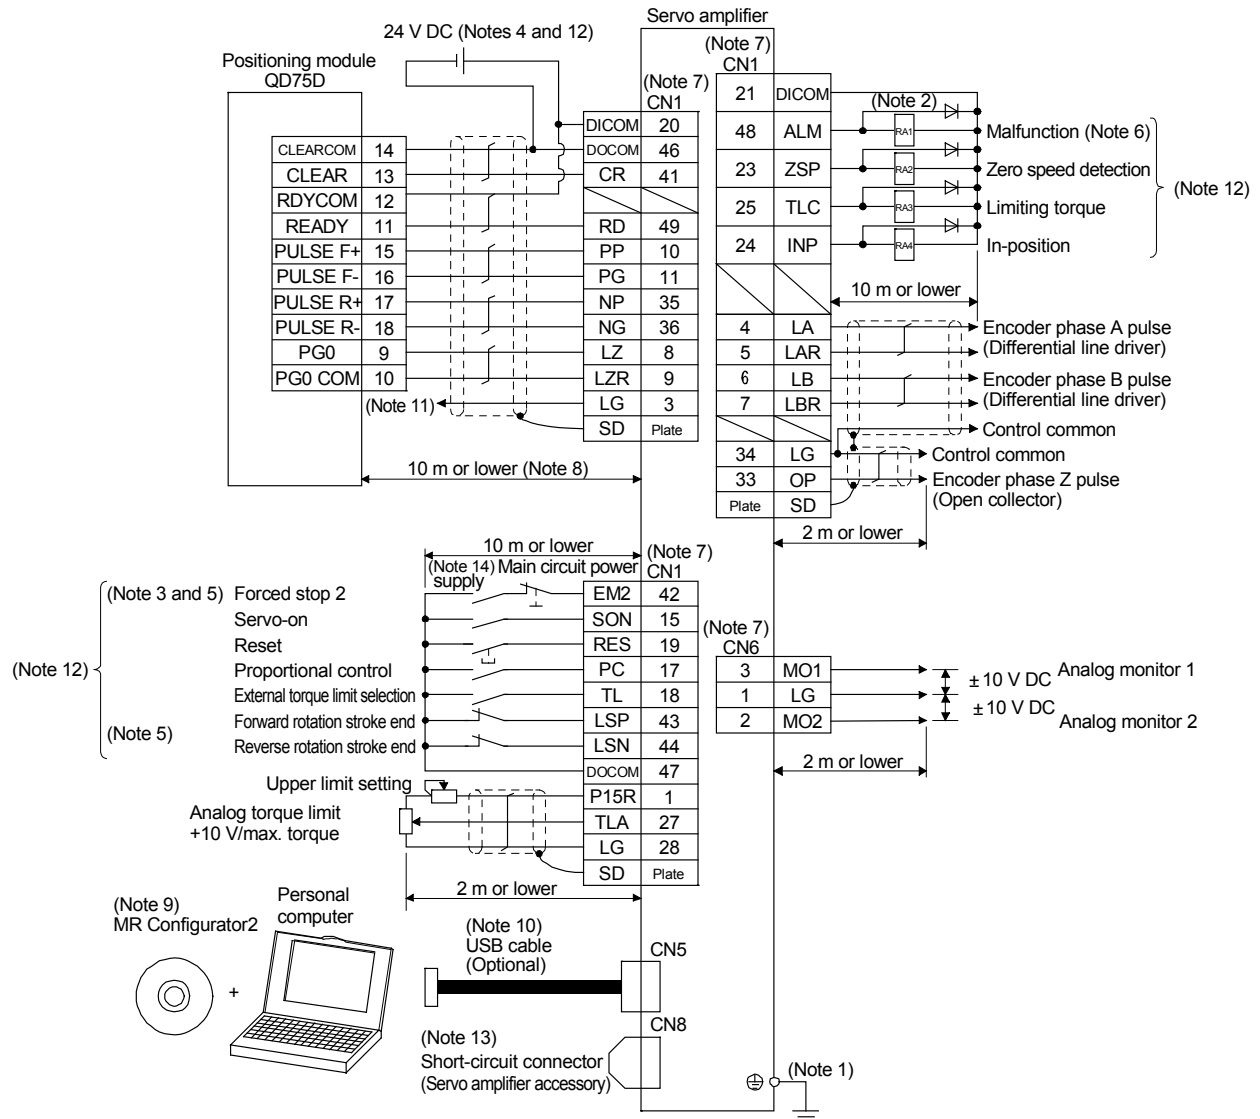 Servo amplifier
24 V DC (Notes 4 and 12)
Positioning module
QD75D
(Note 7)
CN1
DICOM 20
CLEARCOM 14 DOCOM 46
CLEAR 13 CR 41
RDYCOM 12
READY 11 RD 49
PULSE F+ 15 PP 10
PULSE F- 16 PG 11
PULSE R+ 17 NP 35
PULSE R- 18 NG 36
PG0 9 LZ 8
PG0 COM 10 LZR 9
(Note 11) LG 3
SD Plate
10 m or lower (Note 8)
(Note 7)
CN1
21 DICOM
(Note 2)
48 ALM RA1 Malfunction (Note 6)
23 ZSP RA2 Zero speed detection
(Note 12)
25 TLC RA3 Limiting torque
24 INP RA4 In-position
10 m or lower
4 LA Encoder phase A pulse
5 LAR (Differential line driver)
6 LB Encoder phase B pulse
7 LBR (Differential line driver)
Control common
34 LG Control common
33 OP Encoder phase Z pulse
(Open collector)
Plate SD
2 m or lower
10 m or lower
(Note 7)
CN1
(Note 14) Main circuit power
supply
(Note 3 and 5) Forced stop 2 EM2 42
Servo-on SON 15
Reset RES 19
(Note 12)
Proportional control PC 17
External torque limit selection TL 18
Forward rotation stroke end LSP 43
(Note 5)
Reverse rotation stroke end LSN 44
DOCOM 47
Upper limit setting P15R 1
Analog torque limit
+10 V/max. torque TLA 27
LG 28
SD Plate
2 m or lower
(Note 7)
CN6
3 MO1 Analog monitor 1
± 10 V DC
1 LG
± 10 V DC
2 MO2 Analog monitor 2
2 m or lower
(Note 9)
MR Configurator2
+
Personal
computer
(Note 10)
USB cable
(Optional)
CN5
CN8
(Note 13)
Short-circuit connector
(Servo amplifier accessory)
(Note 1)